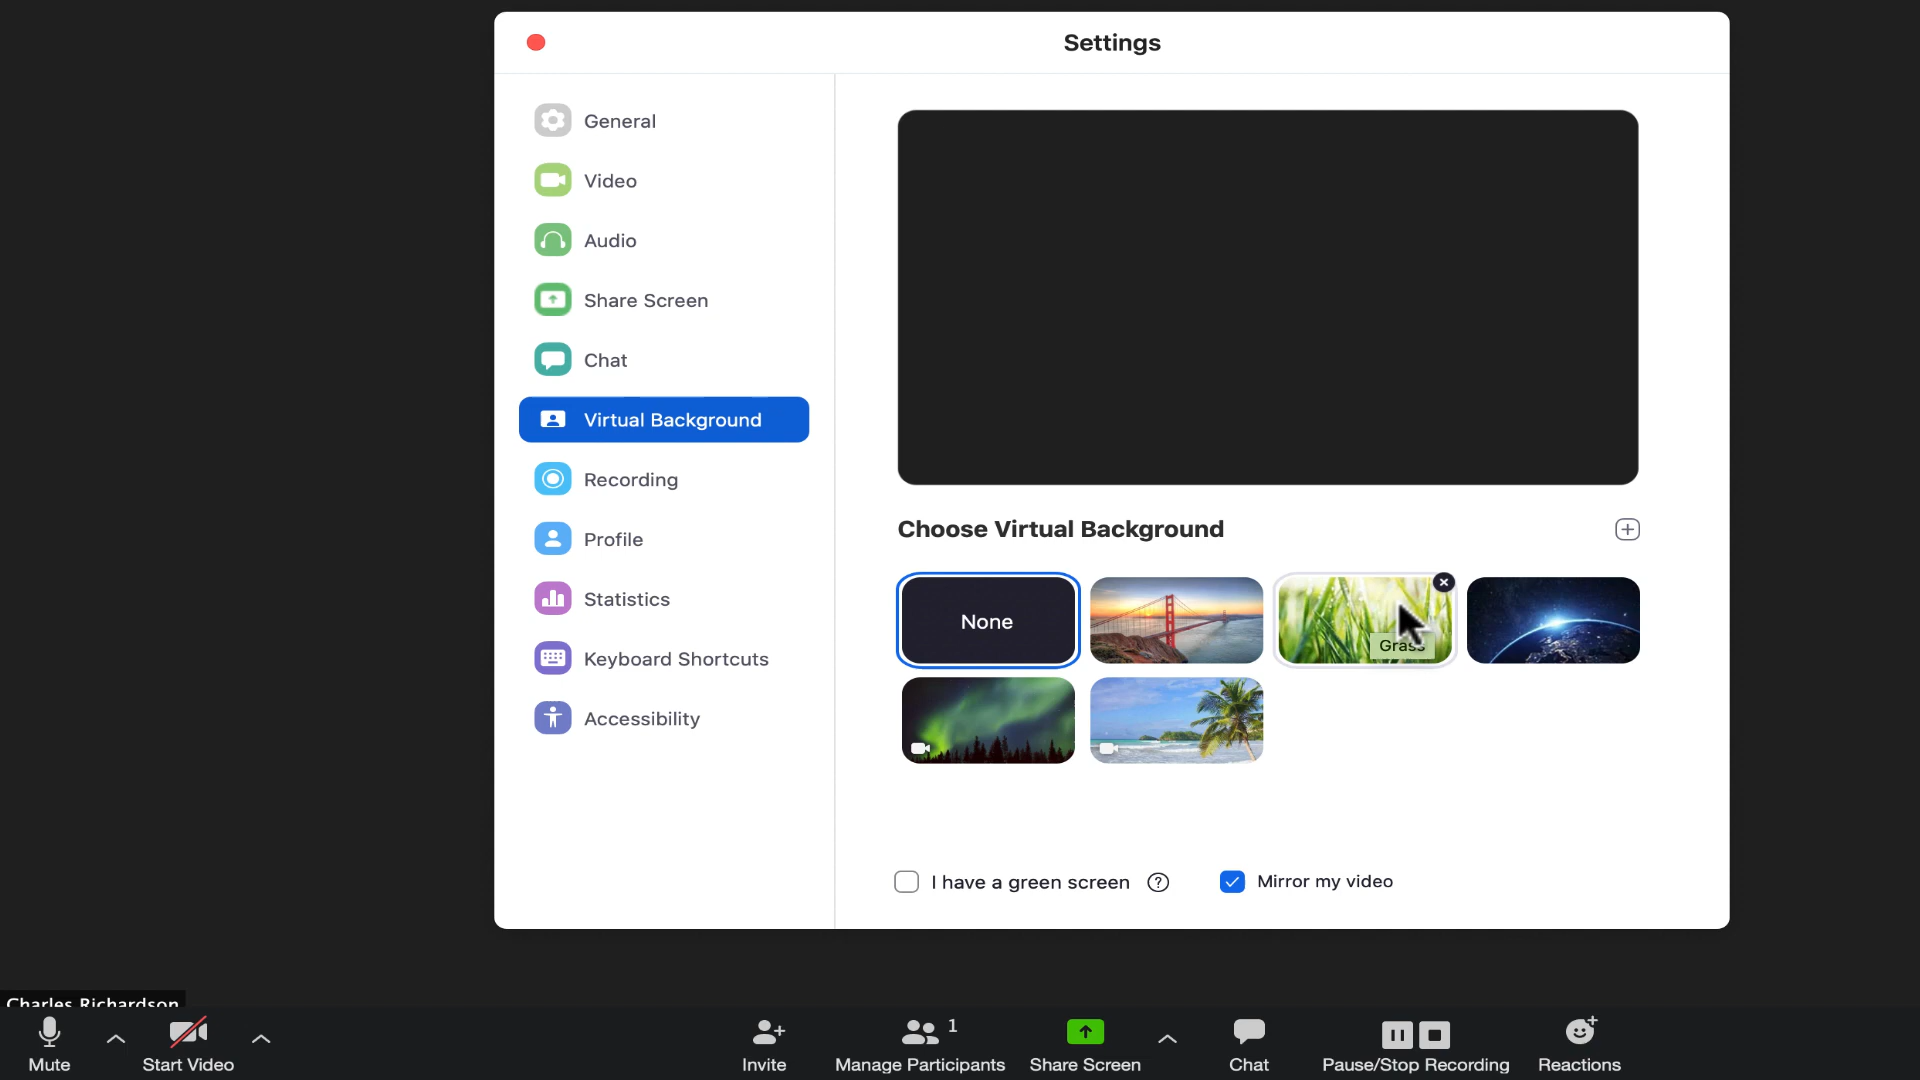 Settings
General
Video
Audio
Share Screen
Chat
Virtual Background
Recording
Profile
Statistics
Keyboard Shortcuts
Accessibility
Choose Virtual Background
None
Grass
I have a green screen
?
Mirror my video
Charles Richardson
Mute
Start Video
Invite
1
Manage Participants
Share Screen
Chat
Pause/Stop Recording
Reactions